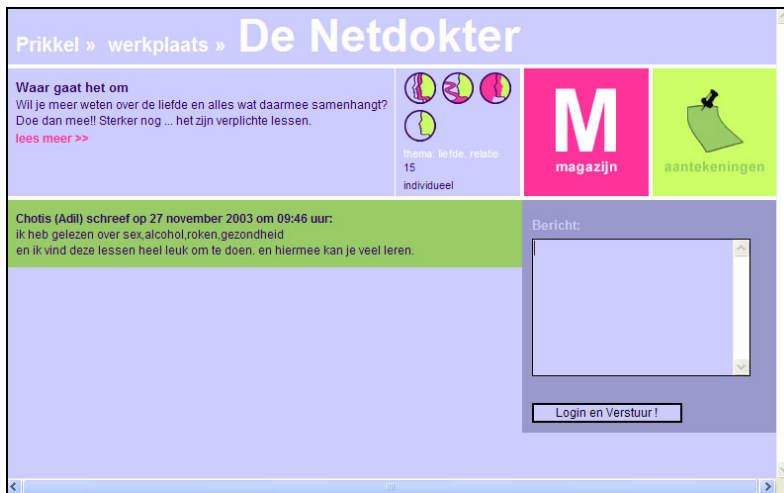 Prikkel » werkplaats » De Netdokter
Waar gaat het om
Wil je meer weten over de liefde en alles wat daarmee samenhangt?
Doe dan mee!! Sterker nog ... het zijn verplichte lessen.
lees meer >>
thema: liefde, relatie
15
individueel
M
magazijn
aantekeningen
Chotis (Adil) schreef op 27 november 2003 om 09:46 uur:
ik heb gelezen over sex,alcohol,roken,gezondheid
en ik vind deze lessen heel leuk om te doen. en hiermee kan je veel leren.
Bericht:
Login en Verstuur !